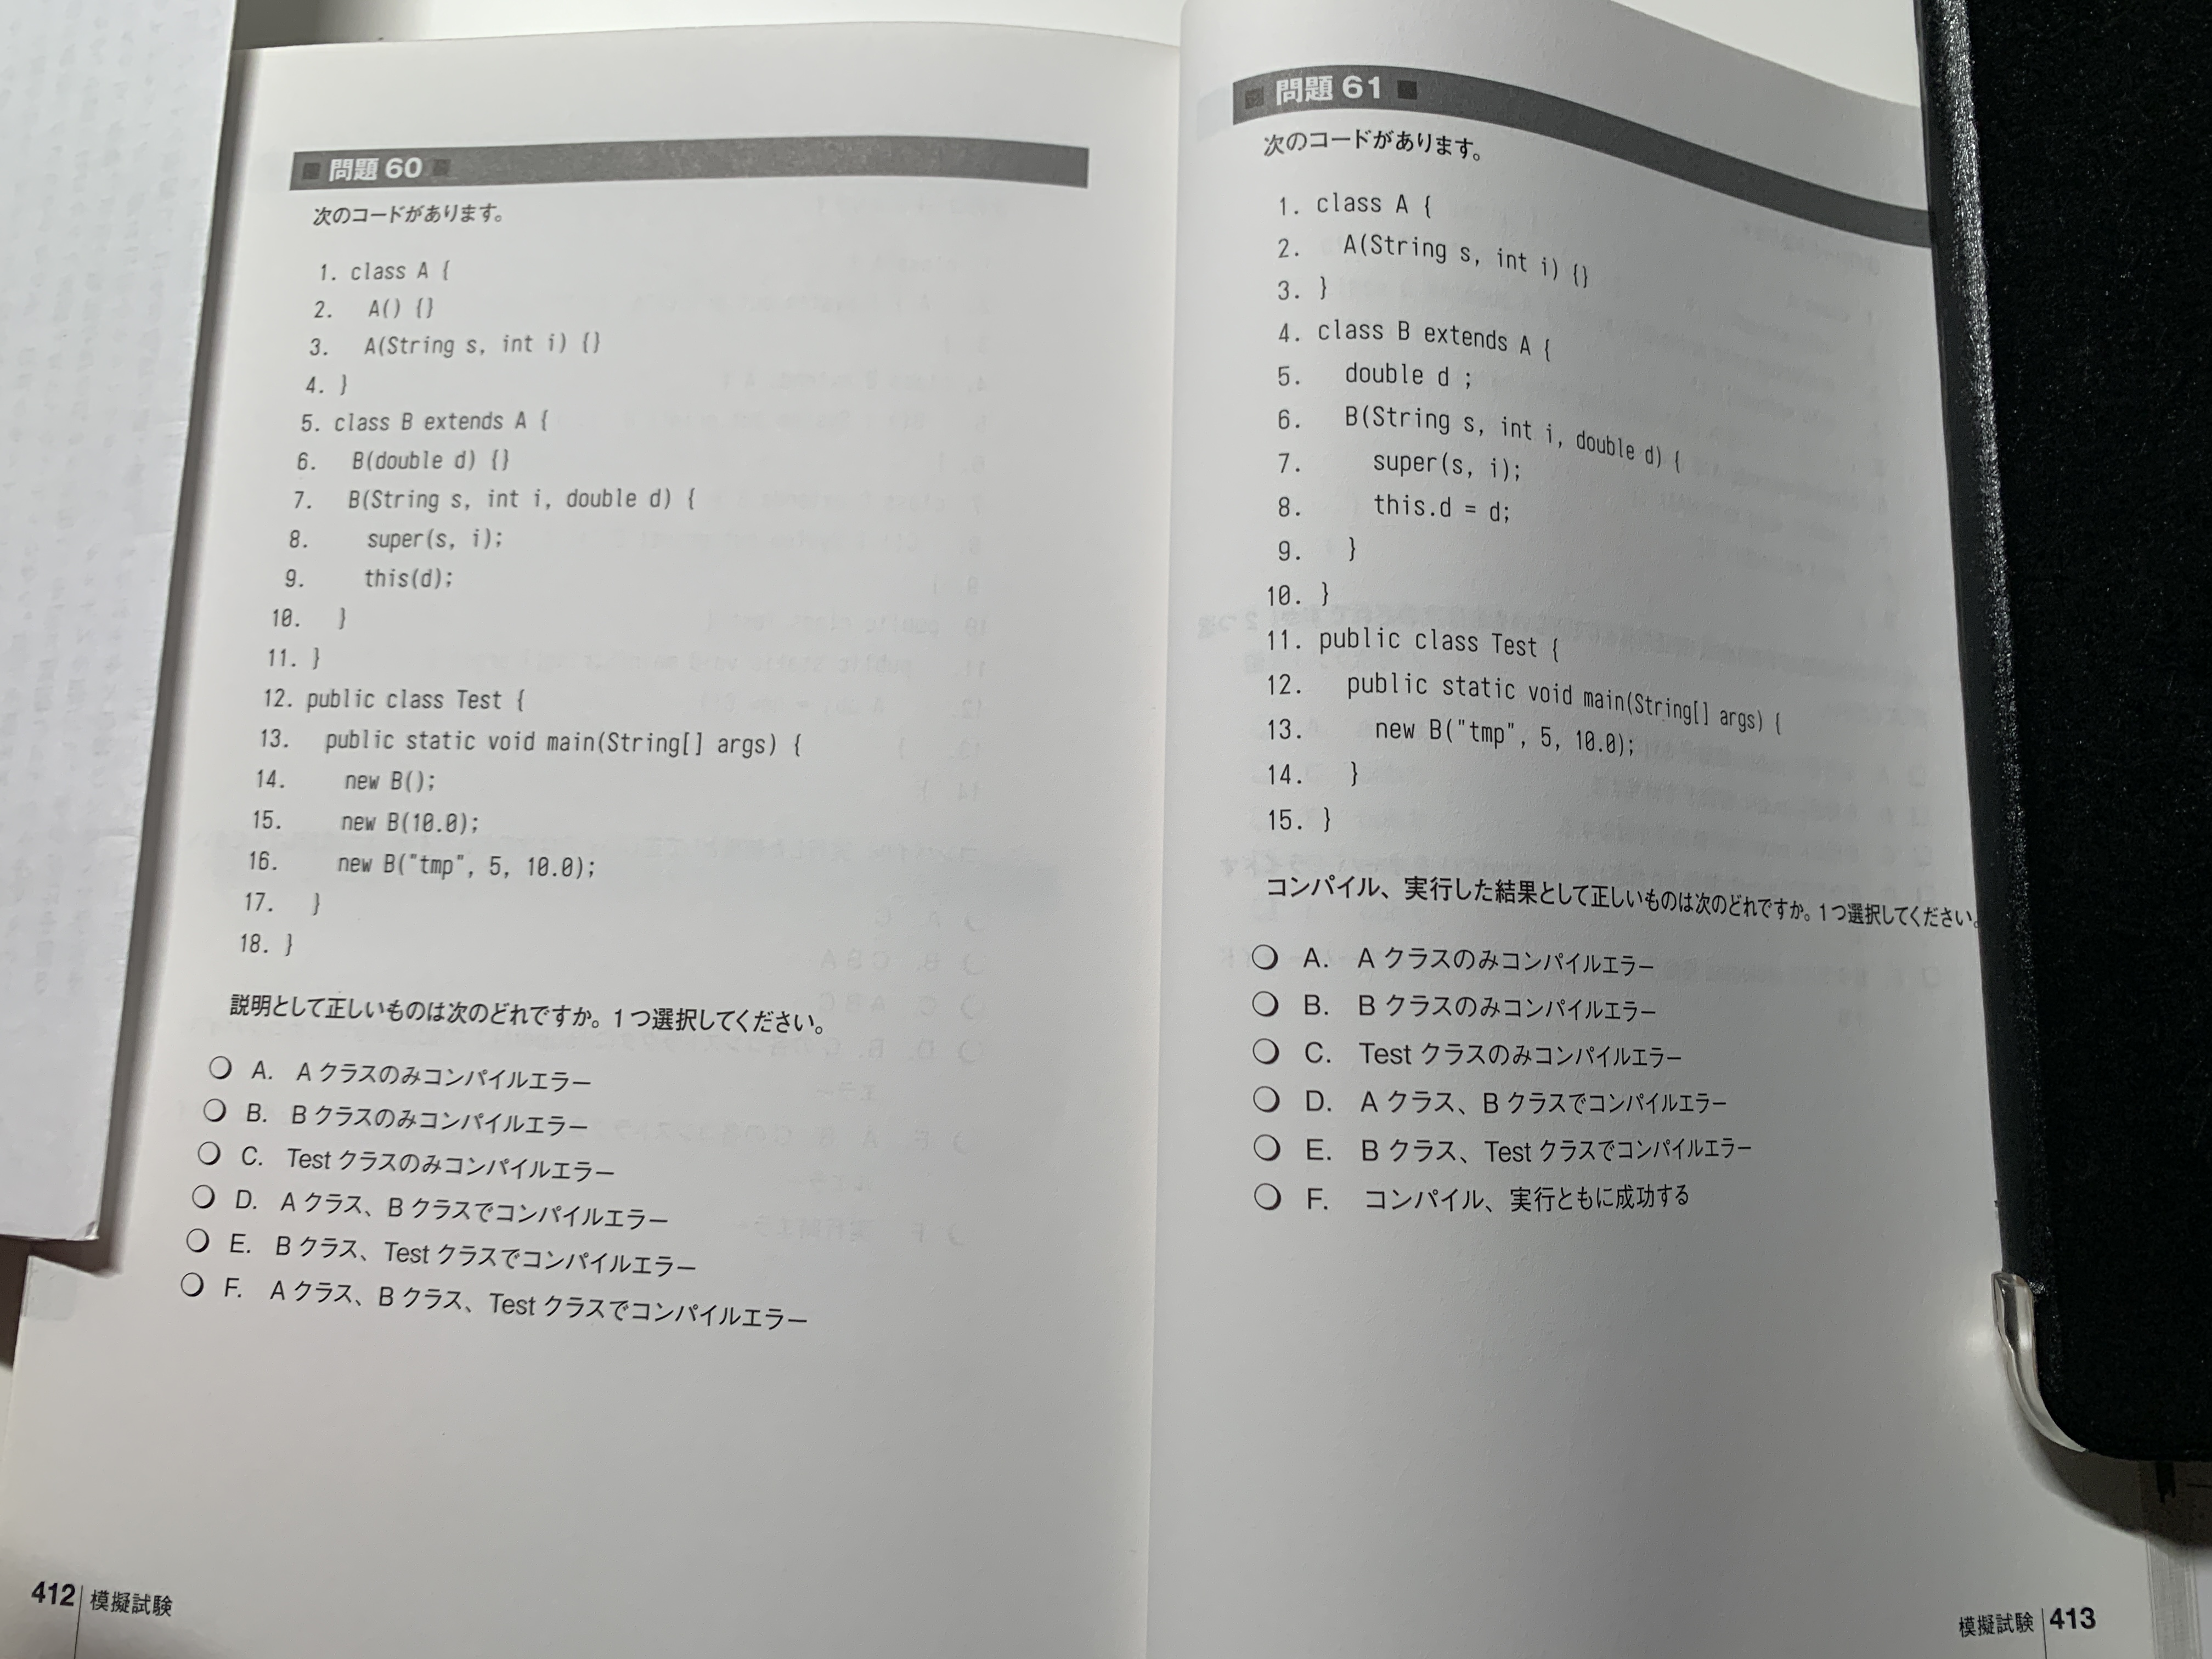 問題 60
次のコードがあります。
1. class A {
2. A() {}
3. A(String s, int i) {}
4. }
5. class B extends A {
6. B(double d) {}
7. B(String s, int i, double d) {
8. super(s, i);
9. this(d);
10. }
11. }
12. public class Test {
13. public static void main(String[] args) {
14. new B();
15. new B(10.0);
16. new B("tmp", 5, 10.0);
17. }
18. }
説明として正しいものは次のどれですか。1つ選択してください。
A. A クラスのみコンパイルエラー
B. B クラスのみコンパイルエラー
C. Test クラスのみコンパイルエラー
D. A クラス、B クラスでコンパイルエラー
E. B クラス、Test クラスでコンパイルエラー
F. A クラス、B クラス、Test クラスでコンパイルエラー
412 模擬試験
問題 61
次のコードがあります。
1. class A {
2. A(String s, int i) {}
3. }
4. class B extends A {
5. double d ;
6. B(String s, int i, double d) {
7. super(s, i);
8. this.d = d;
9. }
10. }
11. public class Test {
12. public static void main(String[] args) {
13. new B("tmp", 5, 10.0);
14. }
15. }
コンパイル、実行した結果として正しいものは次のどれですか。1つ選択してください。
A. A クラスのみコンパイルエラー
B. B クラスのみコンパイルエラー
C. Test クラスのみコンパイルエラー
D. A クラス、B クラスでコンパイルエラー
E. B クラス、Test クラスでコンパイルエラー
F. コンパイル、実行ともに成功する
模擬試験 413